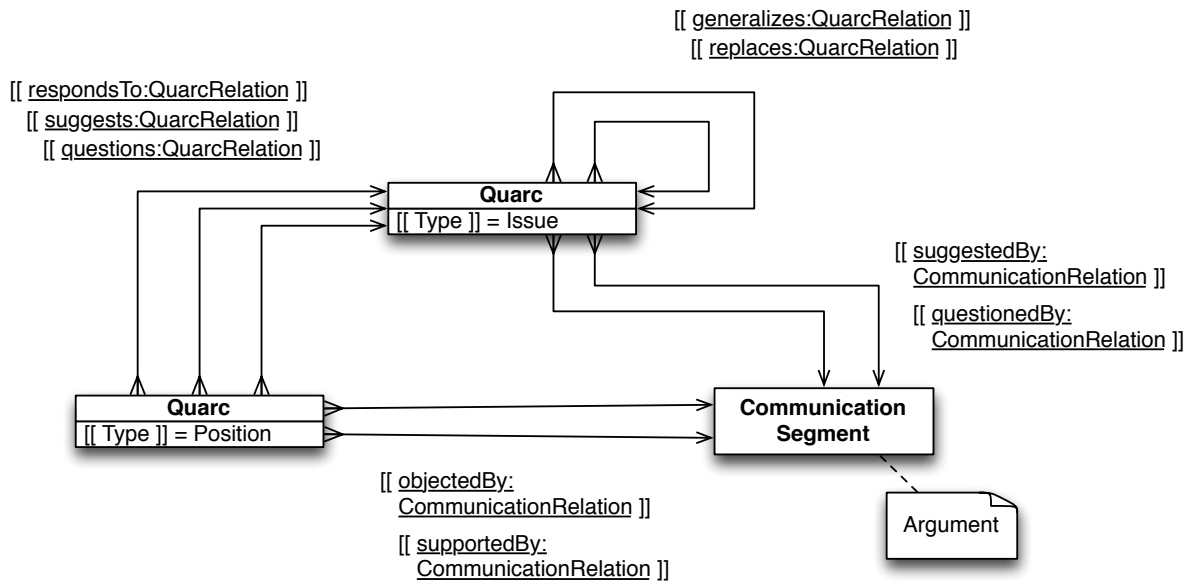 [[ generalizes:QuarcRelation ]]
[[ replaces:QuarcRelation ]]
[[ respondsTo:QuarcRelation ]]
[[ suggests:QuarcRelation ]]
[[ questions:QuarcRelation ]]
Quarc
[[ Type ]] = Issue
[[ suggestedBy:
CommunicationRelation ]]
[[ questionedBy:
CommunicationRelation ]]
Quarc
[[ Type ]] = Position
Communication
Segment
[[ objectedBy:
CommunicationRelation ]]
[[ supportedBy:
CommunicationRelation ]]
Argument